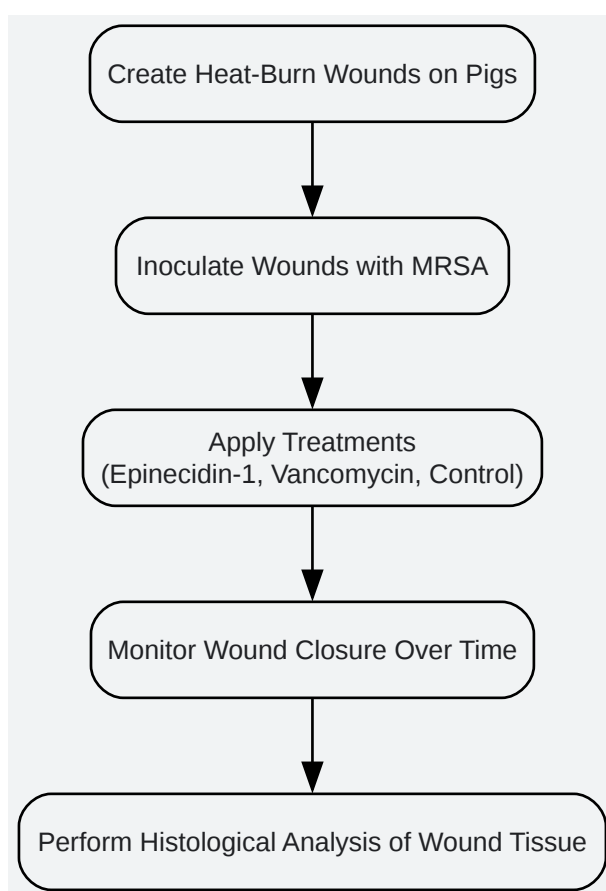 Create Heat-Burn Wounds on Pigs
Inoculate Wounds with MRSA
Apply Treatments
(Epinecidin-1, Vancomycin, Control)
Monitor Wound Closure Over Time
Perform Histological Analysis of Wound Tissue